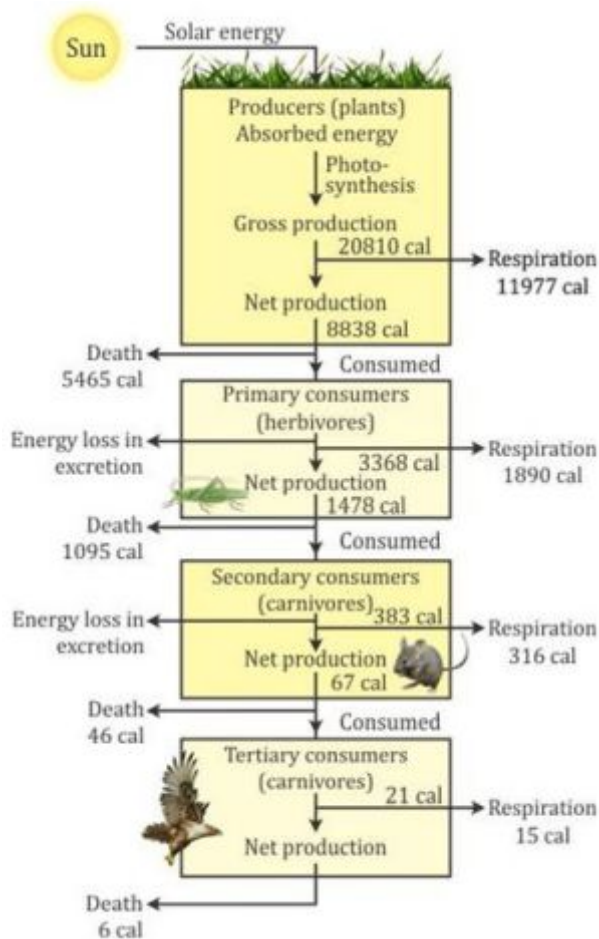 Sun
Solar energy
Producers (plants)
Absorbed energy
Photo-
synthesis
Gross production
20810 cal
Respiration
11977 cal
Net production
8838 cal
Death
5465 cal
Consumed
Primary consumers
(herbivores)
Energy loss in
excretion
3368 cal
Respiration
1890 cal
Net production
1478 cal
Death
1095 cal
Consumed
Secondary consumers
(carnivores)
383 cal
Energy loss in
excretion
Respiration
316 cal
Net production
67 cal
Death
46 cal
Consumed
Tertiary consumers
(carnivores)
21 cal
Respiration
15 cal
Net production
Death
6 cal